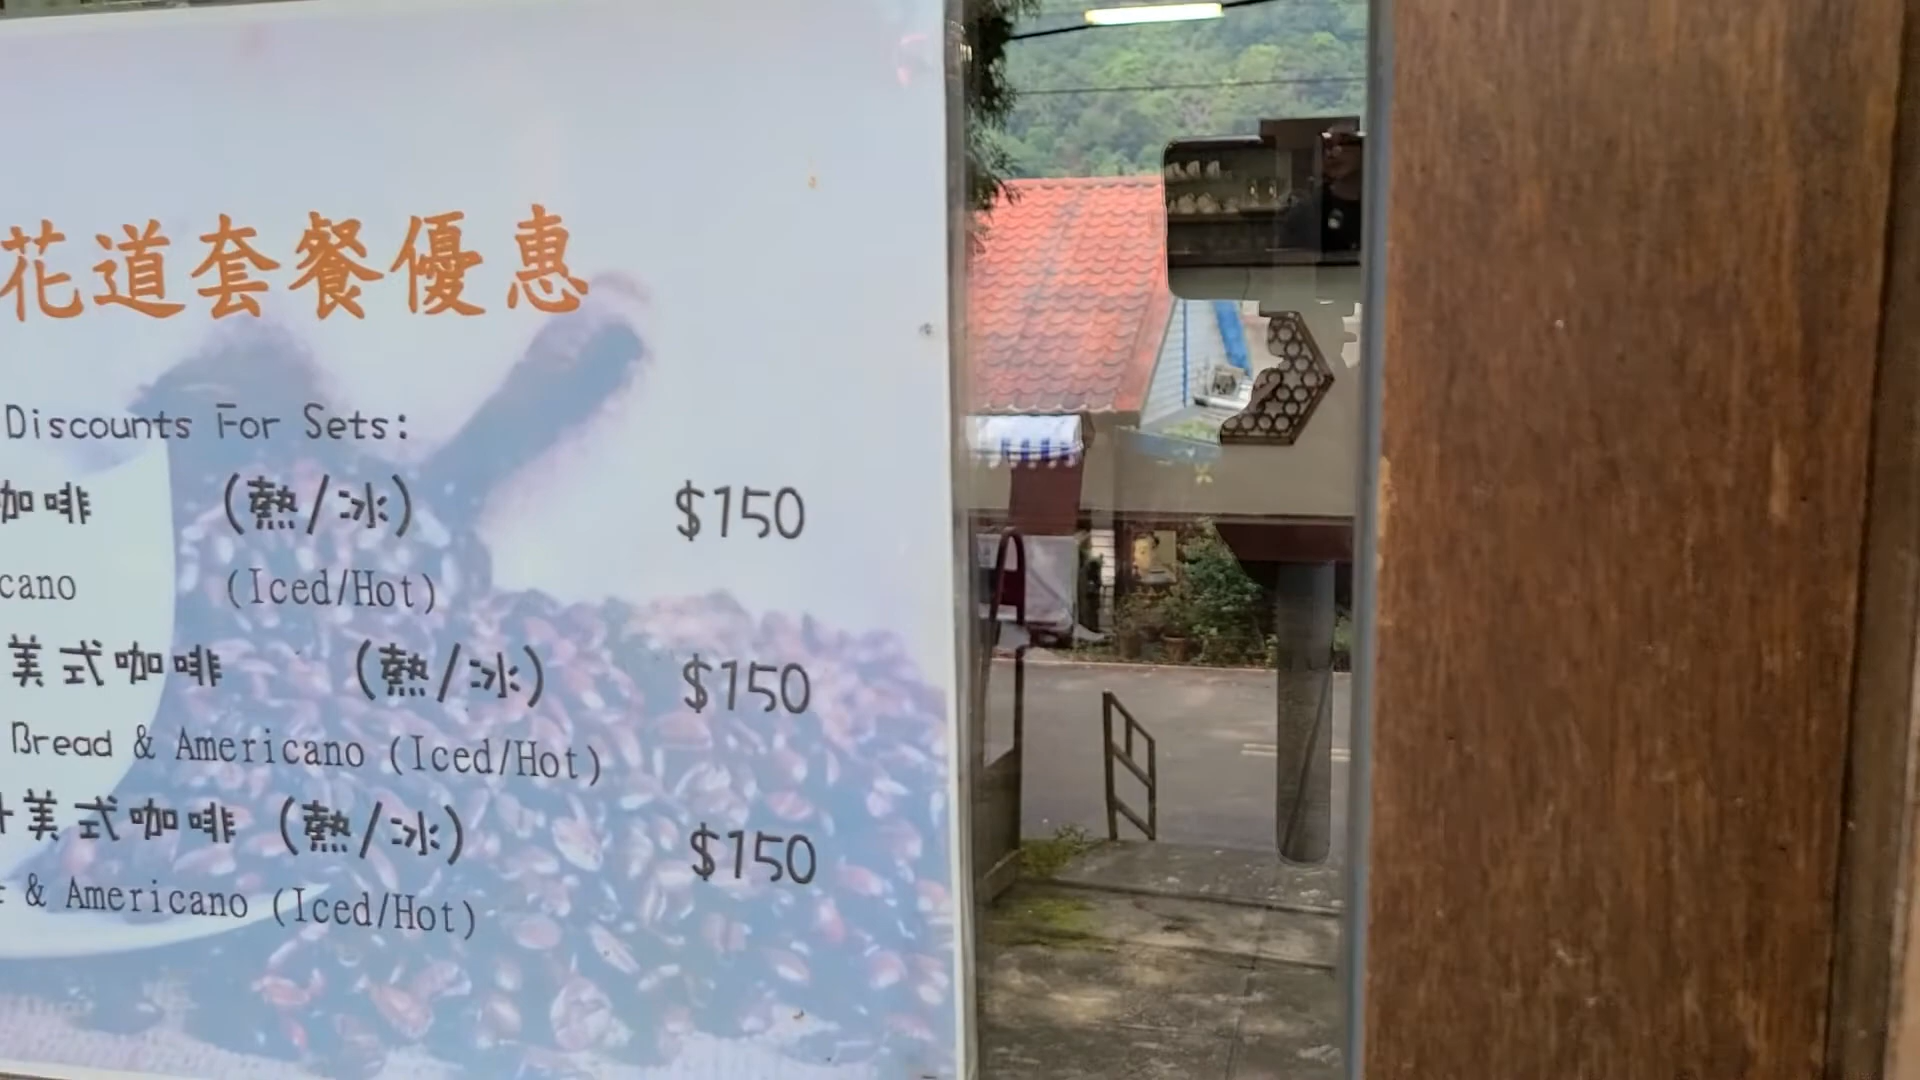 花道套餐優惠
Discounts For Sets:
咖啡 (熱/冰) $150
cano (Iced/Hot)
美式咖啡 (熱/冰) $150
Bread & Americano (Iced/Hot)
美式咖啡 (熱/冰) $150
& Americano (Iced/Hot)